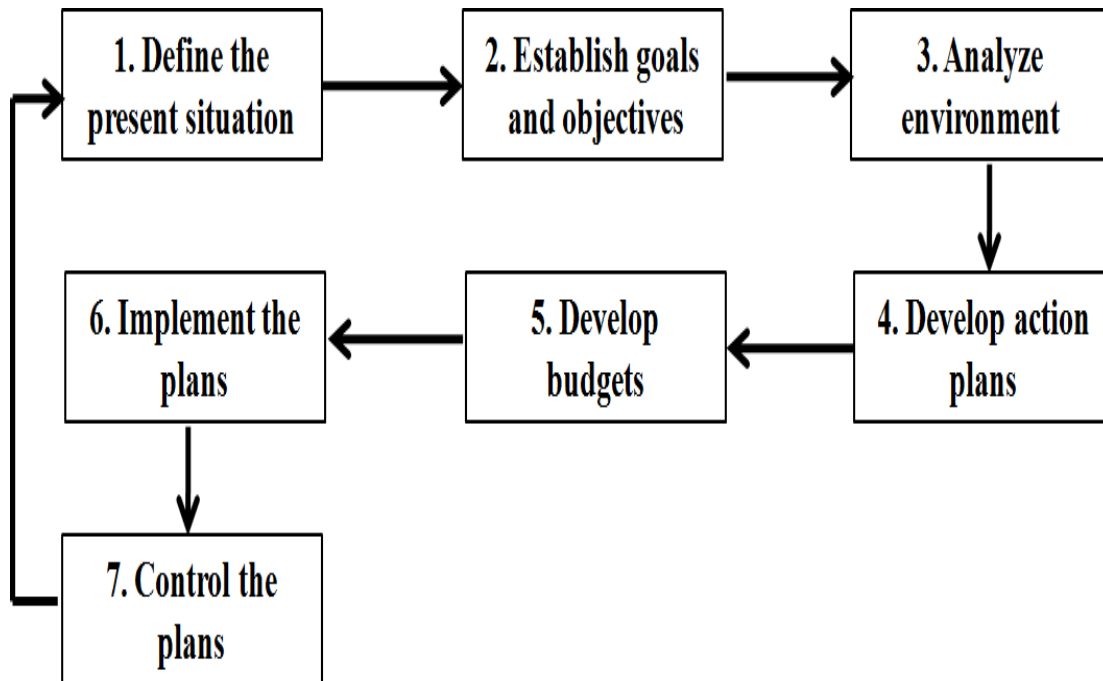 1. Define the
present situation
2. Establish goals
and objectives
3. Analyze
environment
4. Develop action
plans
5. Develop
budgets
6. Implement the
plans
7. Control the
plans